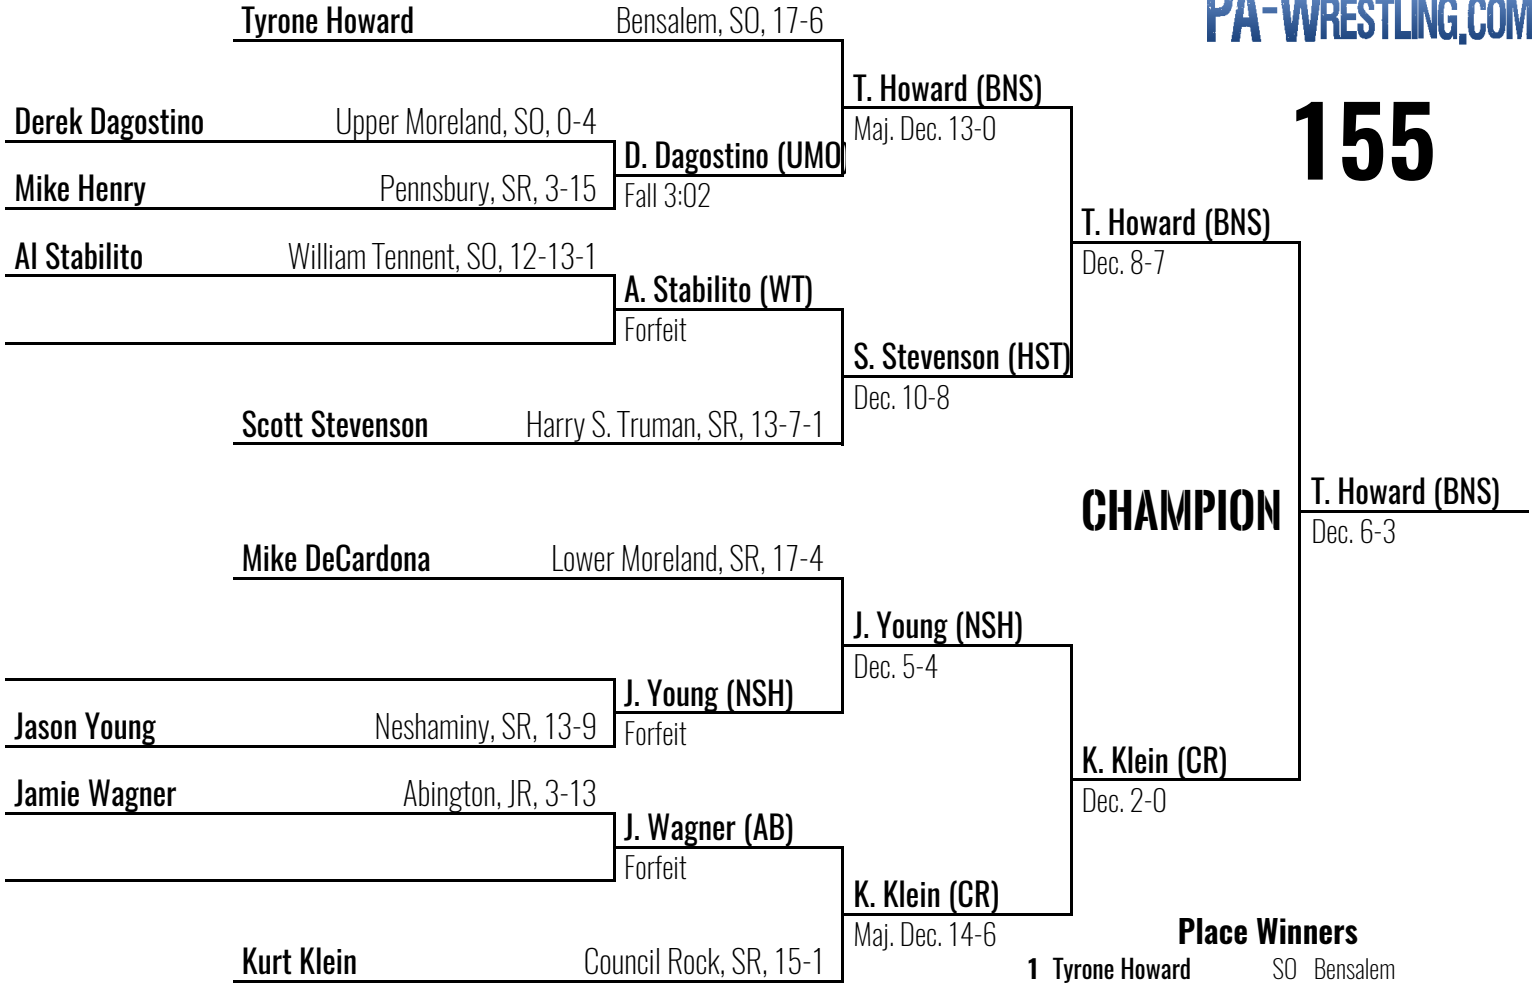 PA-WRESTLING.COM
155
Tyrone Howard Bensalem, SO, 17-6
T. Howard (BNS)
Maj. Dec. 13-0
Derek Dagostino Upper Moreland, SO, 0-4
D. Dagostino (UMO)
Fall 3:02
Mike Henry Pennsbury, SR, 3-15
T. Howard (BNS)
Dec. 8-7
Al Stabilito William Tennent, SO, 12-13-1
A. Stabilito (WT)
Forfeit
S. Stevenson (HST)
Dec. 10-8
Scott Stevenson Harry S. Truman, SR, 13-7-1
CHAMPION
T. Howard (BNS)
Dec. 6-3
Mike DeCardona Lower Moreland, SR, 17-4
J. Young (NSH)
Dec. 5-4
J. Young (NSH)
Forfeit
Jason Young Neshaminy, SR, 13-9
K. Klein (CR)
Dec. 2-0
Jamie Wagner Abington, JR, 3-13
J. Wagner (AB)
Forfeit
K. Klein (CR)
Maj. Dec. 14-6
Kurt Klein Council Rock, SR, 15-1
Place Winners
1 Tyrone Howard SO Bensalem